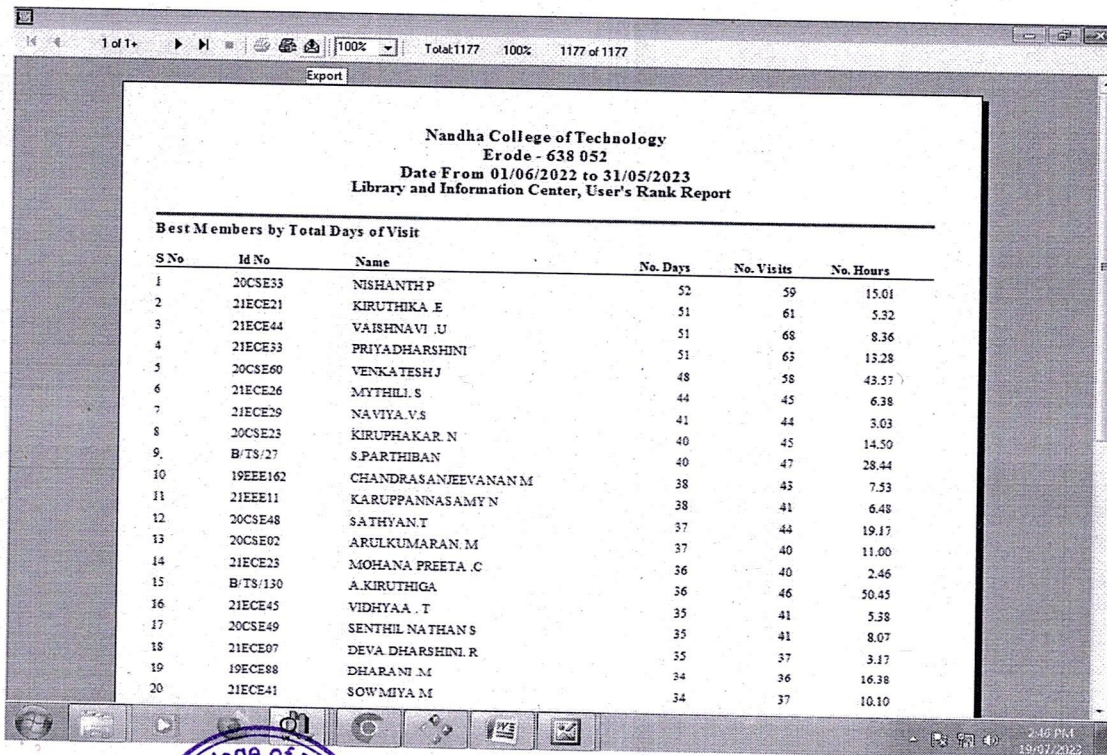 1 of 1+ 100% Total:1177 100% 1177 of 1177
Export
Nandha College of Technology
Erode - 638 052
Date From 01/06/2022 to 31/05/2023
Library and Information Center, User's Rank Report
Best Members by Total Days of Visit
S No Id No Name No. Days No. Visits No. Hours
1 20CSE33 NISHANTH P 52 59 15.01
2 21ECE21 KIRUTHIKA .E 51 61 5.32
3 21ECE44 VAISHNAVI .U 51 68 8.36
4 21ECE33 PRIYADHARSHINI 51 63 13.28
5 20CSE60 VENKATESH J 48 58 43.57
6 21ECE26 MYTHILI. S 44 45 6.38
7 21ECE29 NAVIYA.V.S 41 44 3.03
8 20CSE23 KIRUPHAKAR. N 40 45 14.50
9. B/TS/27 S.PARTHIBAN 40 47 28.44
10 19EEE162 CHANDRASANJEEVANAN M 38 43 7.53
11 21EEE11 KARUPPANNASAMY N 38 41 6.48
12 20CSE48 SATHYAN.T 37 44 19.17
13 20CSE02 ARULKUMARAN. M 37 40 11.00
14 21ECE23 MOHANA PREETA .C 36 40 2.46
15 B/TS/130 A.KIRUTHIGA 36 46 50.45
16 21ECE45 VIDHYAA . T 35 41 5.38
17 20CSE49 SENTHIL NATHAN S 35 41 8.07
18 21ECE07 DEVA DHARSHINI. R 35 37 3.17
19 19ECE88 DHARANI .M 34 36 16.38
20 21ECE41 SOWMIYA M 34 37 10.10
2:46 PM